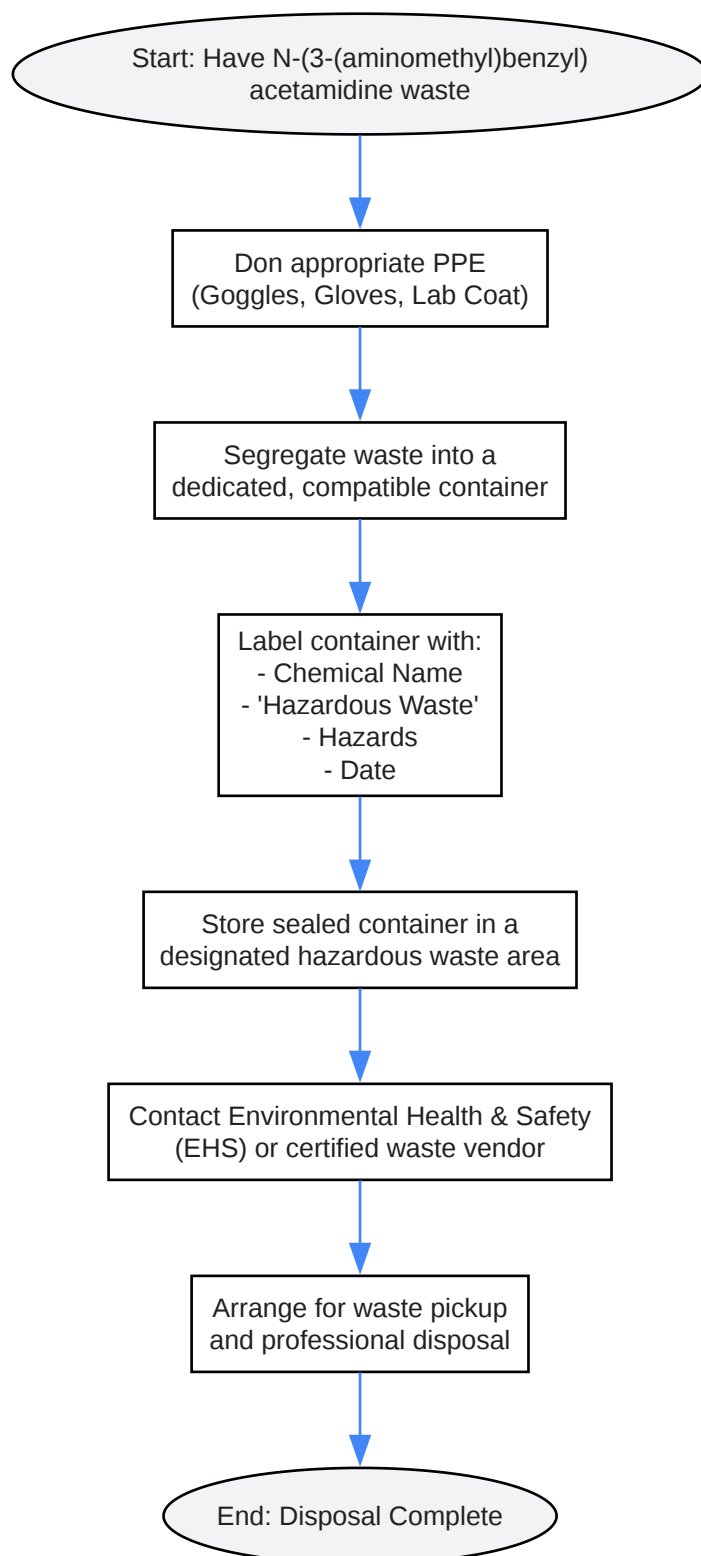 Start: Have N-(3-(aminomethyl)benzyl)
acetamidine waste
Don appropriate PPE
(Goggles, Gloves, Lab Coat)
Segregate waste into a
dedicated, compatible container
Label container with:
- Chemical Name
- 'Hazardous Waste'
- Hazards
- Date
Store sealed container in a
designated hazardous waste area
Contact Environmental Health & Safety
(EHS) or certified waste vendor
Arrange for waste pickup
and professional disposal
End: Disposal Complete